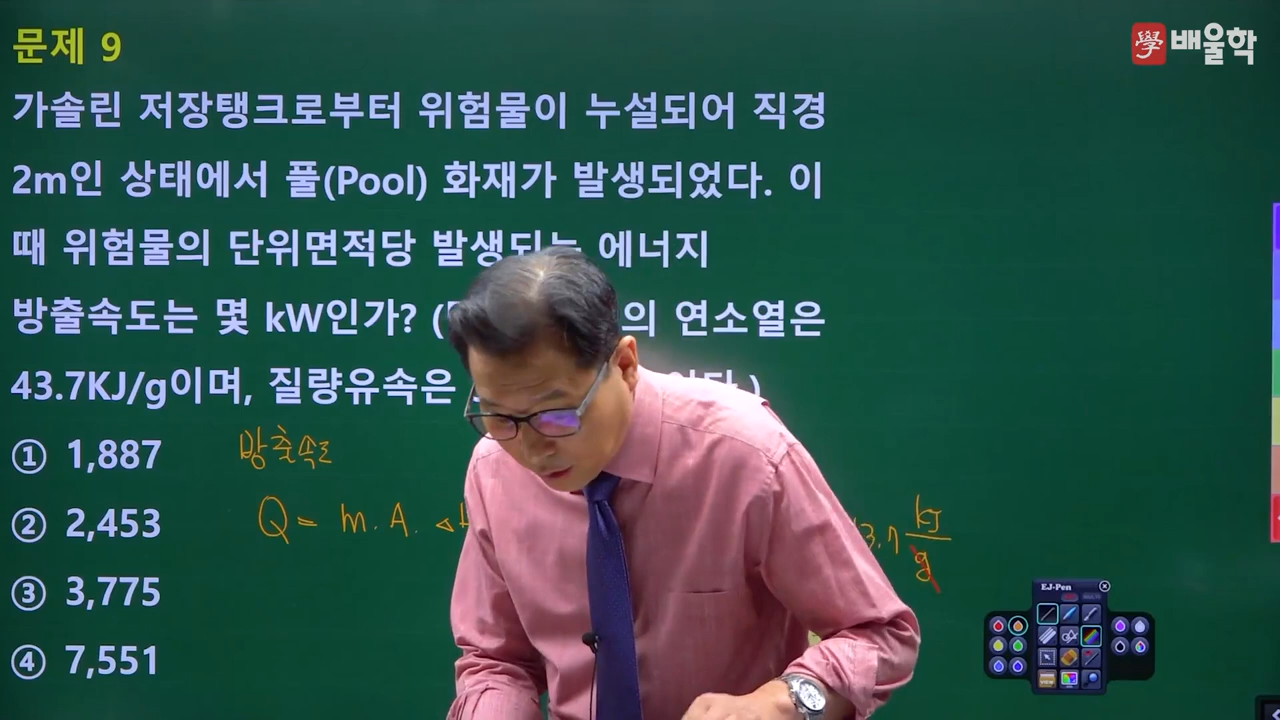 문제 9
學 배울학
가솔린 저장탱크로부터 위험물이 누설되어 직경
2m인 상태에서 풀(Pool) 화재가 발생되었다. 이
때 위험물의 단위면적당 발생되는 에너지
방출속도는 몇 kW인가? ( 의 연소열은
43.7KJ/g이며, 질량유속은 )
① 1,887
방출속도
② 2,453
Q = m. A.
3.7 kJ/g
③ 3,775
④ 7,551
EJ-Pen